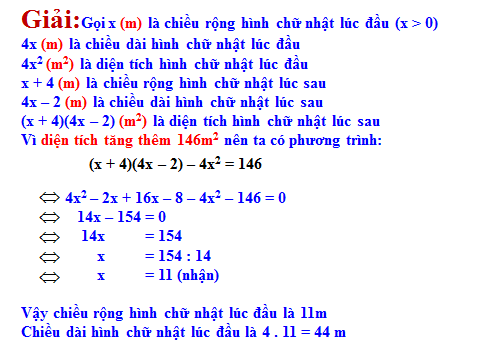 Giải:Gọi x (m) là chiều rộng hình chữ nhật lúc đầu (x > 0)
4x (m) là chiều dài hình chữ nhật lúc đầu
4x² (m²) là diện tích hình chữ nhật lúc đầu
x + 4 (m) là chiều rộng hình chữ nhật lúc sau
4x – 2 (m) là chiều dài hình chữ nhật lúc sau
(x + 4)(4x – 2) (m²) là diện tích hình chữ nhật lúc sau
Vì diện tích tăng thêm 146m² nên ta có phương trình:
(x + 4)(4x – 2) – 4x² = 146
⇔ 4x² – 2x + 16x – 8 – 4x² – 146 = 0
⇔ 14x – 154 = 0
⇔ 14x = 154
⇔ x = 154 : 14
⇔ x = 11 (nhận)
Vậy chiều rộng hình chữ nhật lúc đầu là 11m
Chiều dài hình chữ nhật lúc đầu là 4 . 11 = 44 m